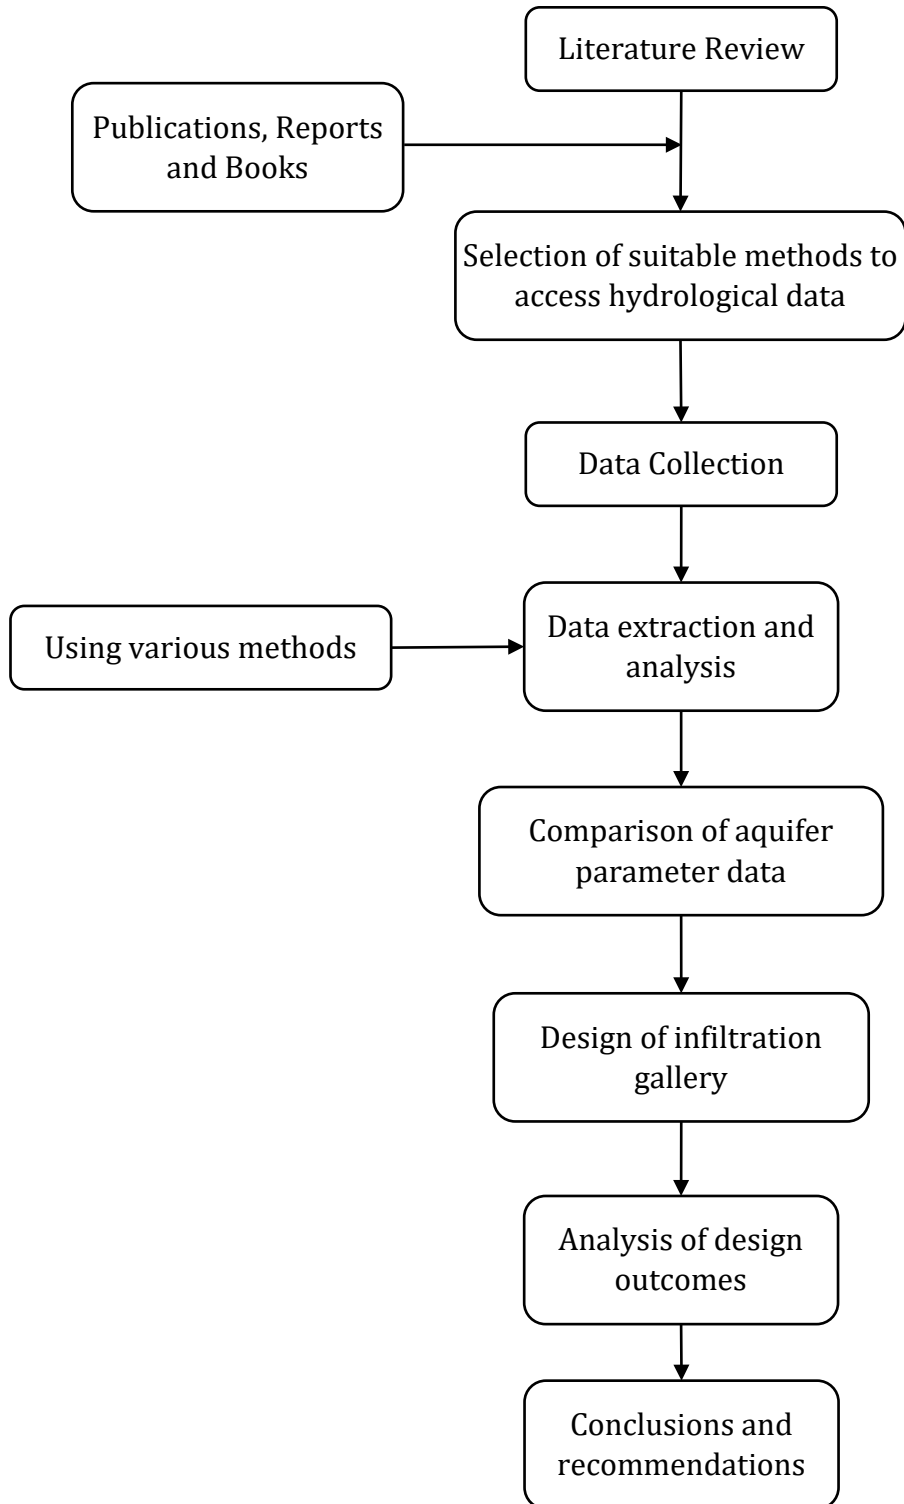 Literature Review
Publications, Reports
and Books
Selection of suitable methods to
access hydrological data
Data Collection
Data extraction and
analysis
Using various methods
Comparison of aquifer
parameter data
Design of infiltration
gallery
Analysis of design
outcomes
Conclusions and
recommendations